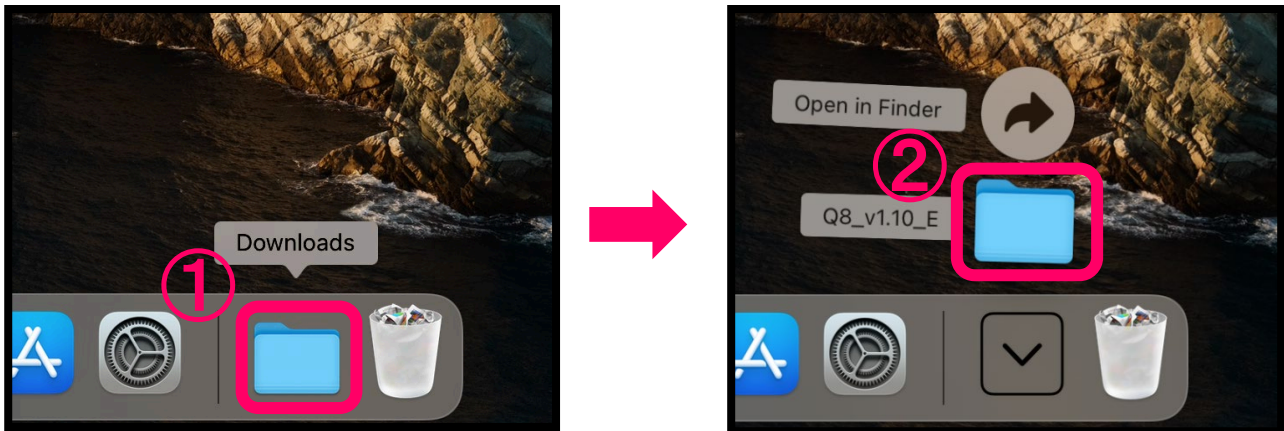 Downloads
①
Open in Finder
②
Q8_v1.10_E